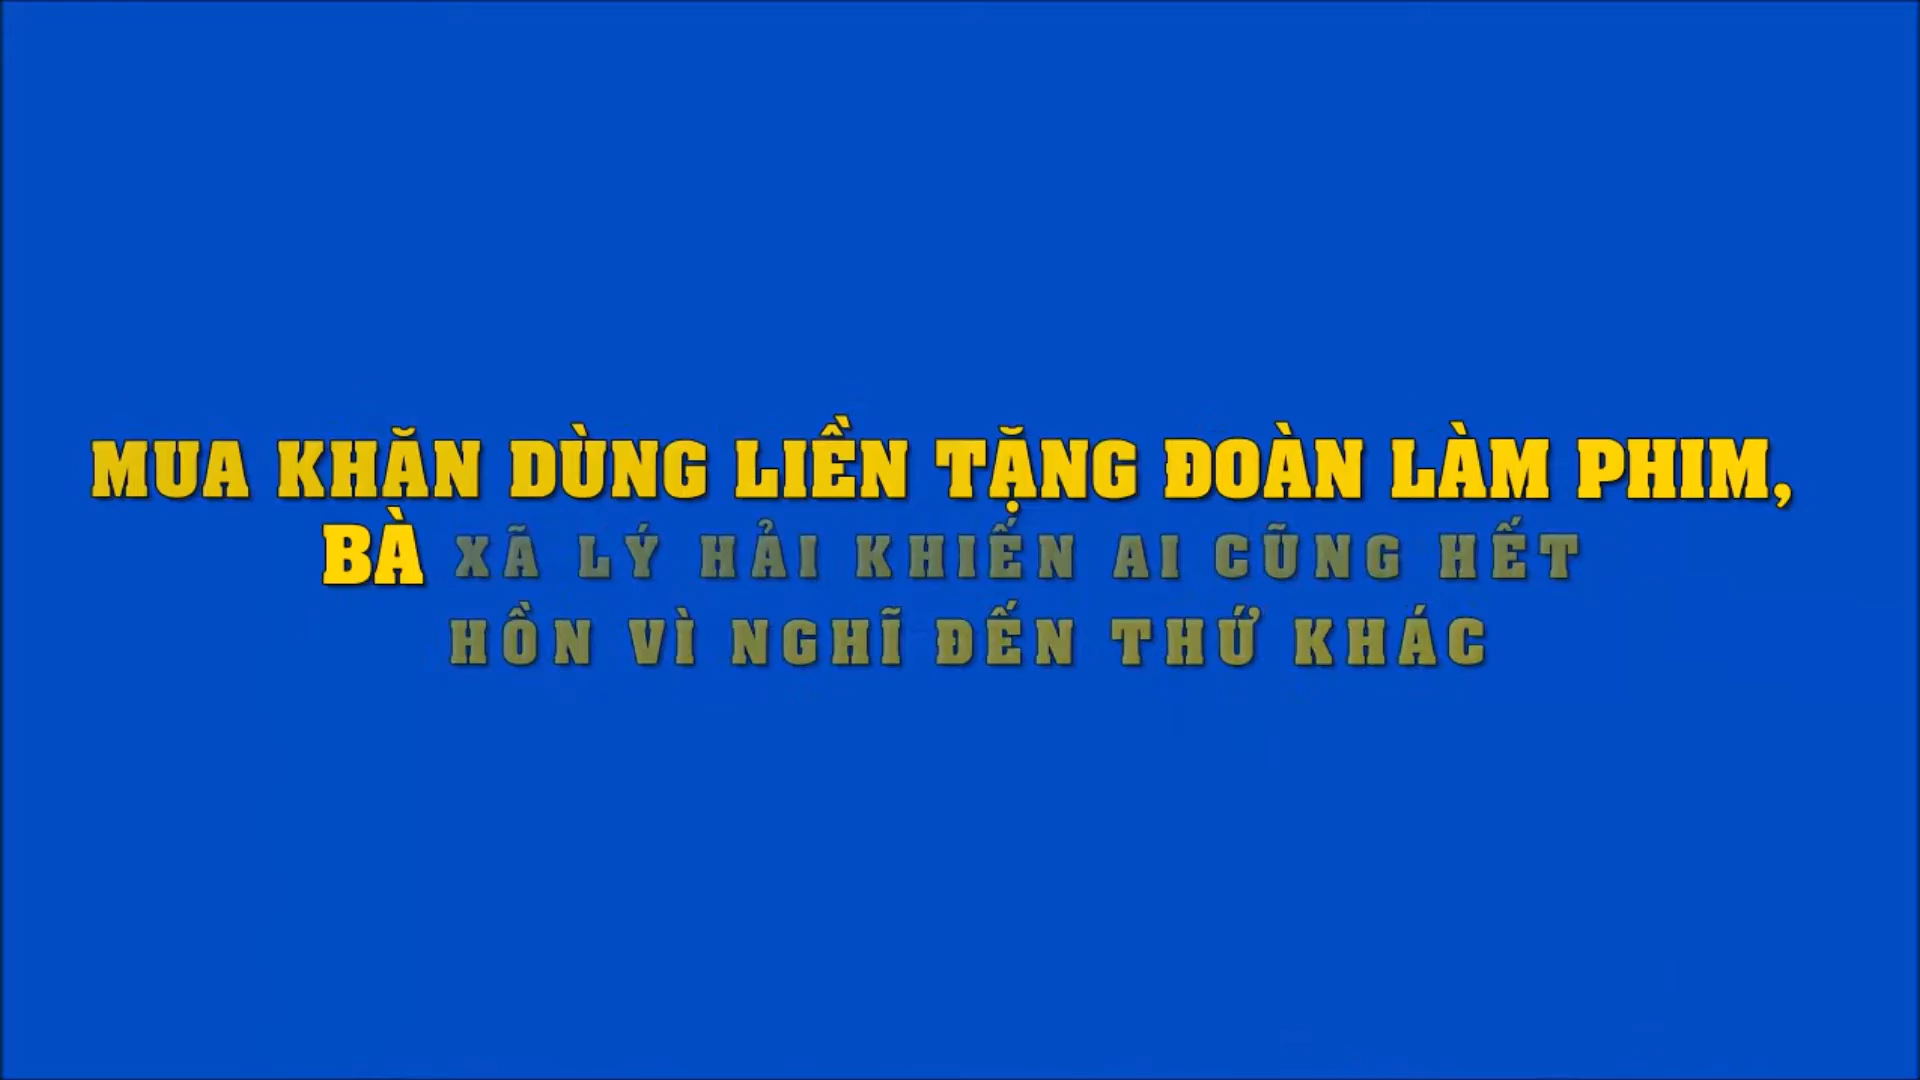 MUA KHĂN DÙNG LIỀN TẶNG ĐOÀN LÀM PHIM,
BÀ XÃ LÝ HẢI KHIẾN AI CŨNG HẾT
HỒN VÌ NGHĨ ĐẾN THỨ KHÁC